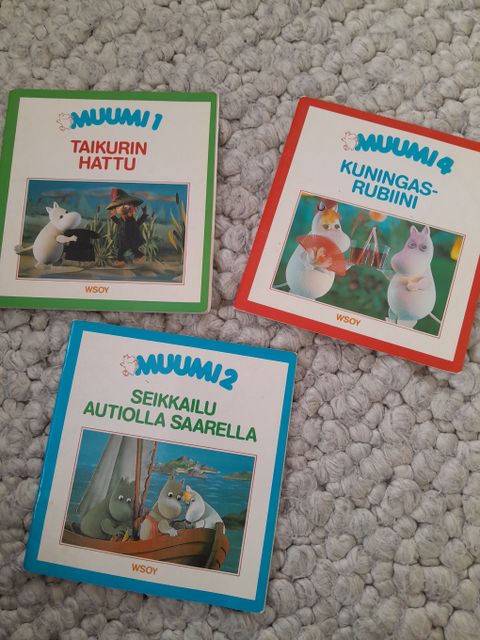 MUUMI 1
TAIKURIN
HATTU
WSOY
MUUMI 4
KUNINGAS-
RUBIINI
WSOY
MUUMI 2
SEIKKAILU
AUTIOLLA SAARELLA
WSOY